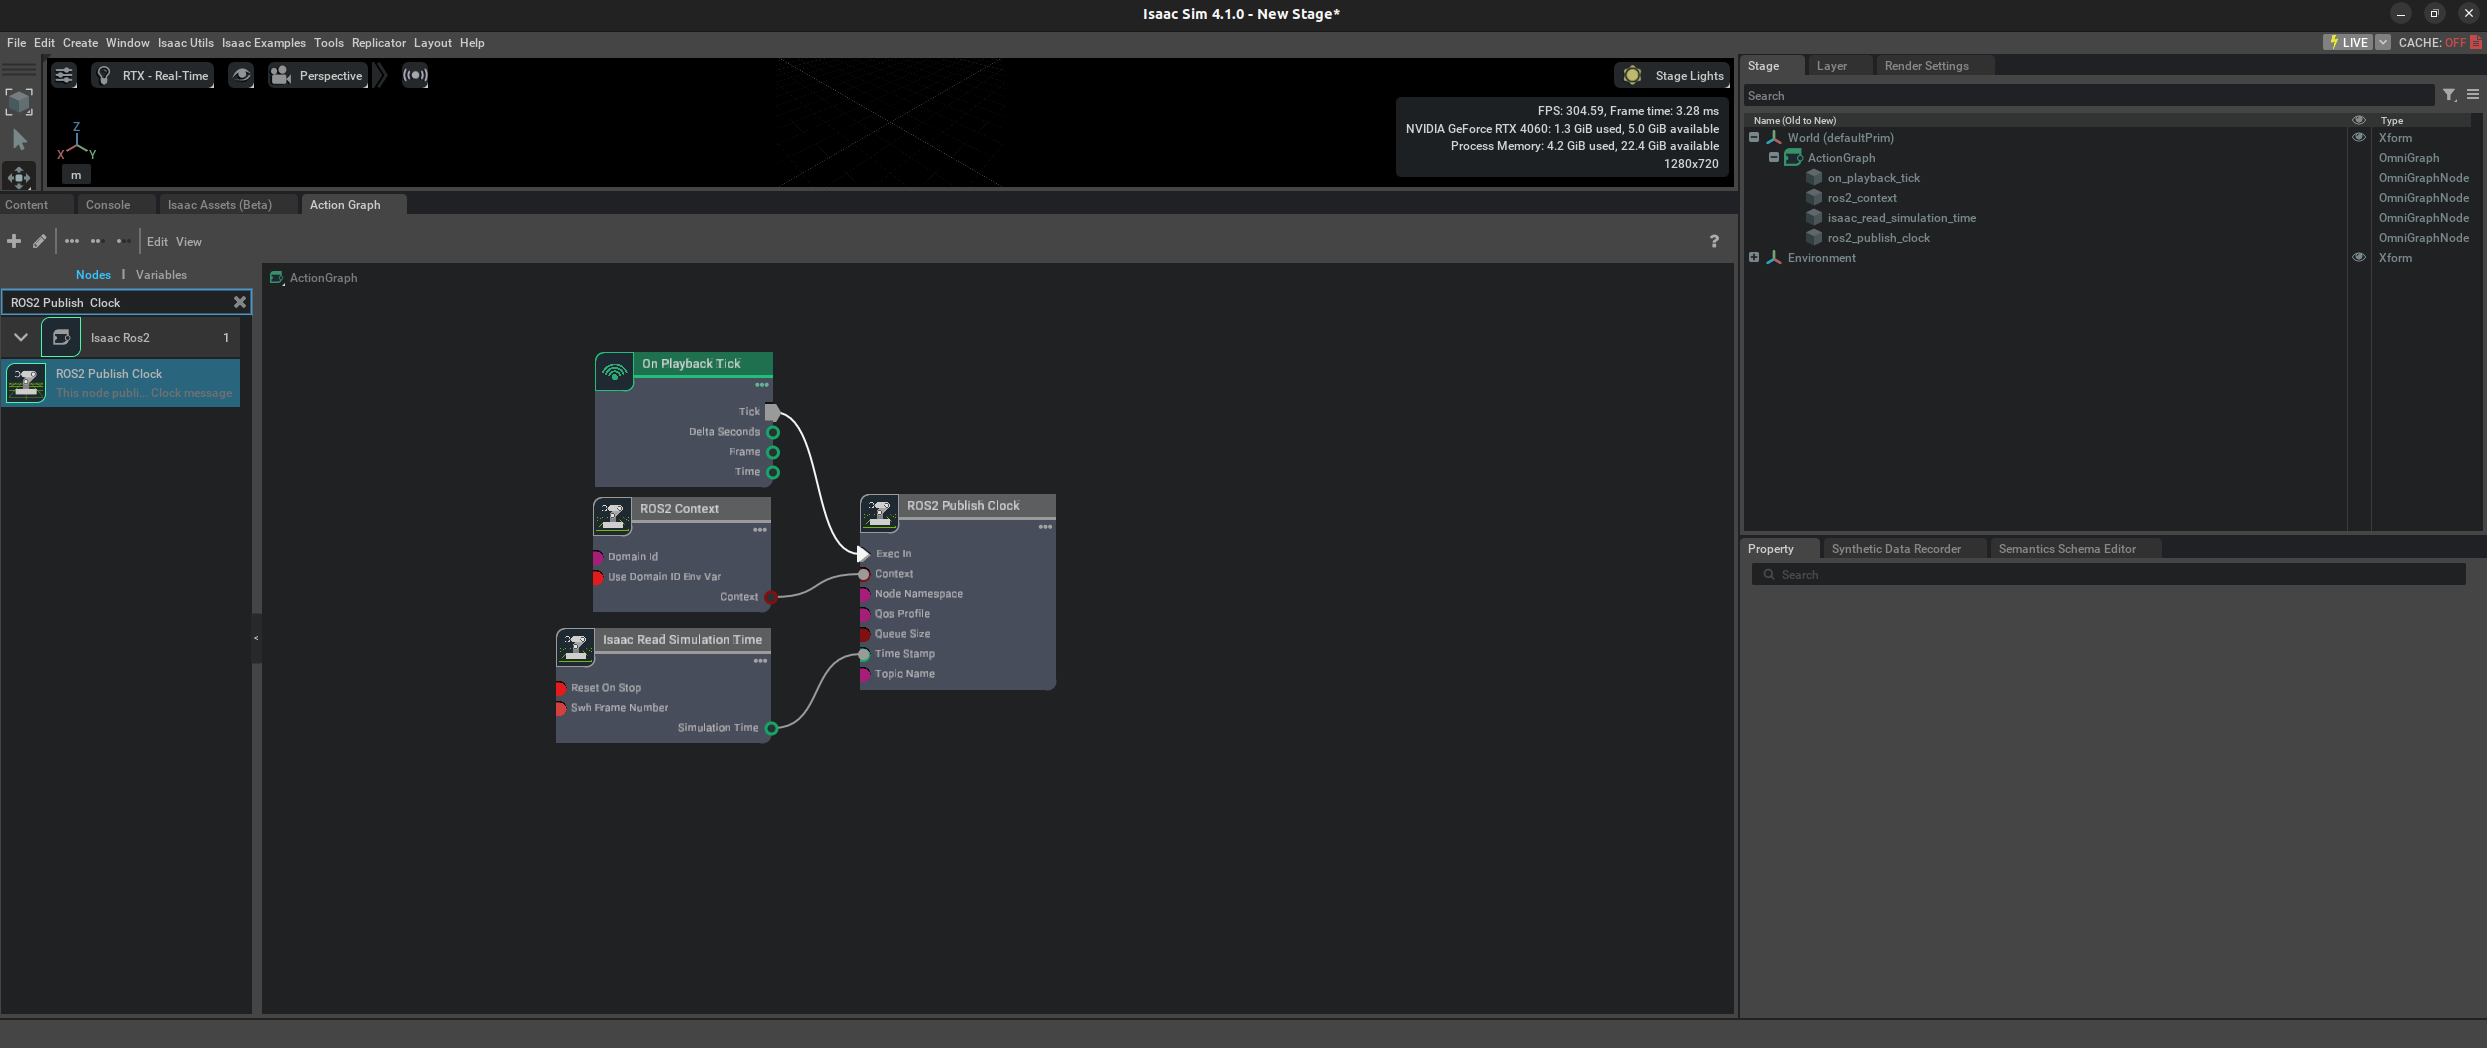 Isaac Sim 4.1.0 - New Stage*
File Edit Create Window Isaac Utils Isaac Examples Tools Replicator Layout Help
LIVE CACHE: OFF
RTX - Real-Time
Perspective
Stage Lights
FPS: 304.59, Frame time: 3.28 ms
NVIDIA GeForce RTX 4060: 1.3 GiB used, 5.0 GiB available
Process Memory: 4.2 GiB used, 22.4 GiB available
1280x720
Z
X Y
m
Content Console Isaac Assets (Beta) Action Graph
Edit View
?
Nodes | Variables
ROS2 Publish  Clock
Isaac Ros2 1
ROS2 Publish Clock
This node publi... Clock message
<
ActionGraph
On Playback Tick
Tick
Delta Seconds
Frame
Time
ROS2 Context
Domain Id
Use Domain ID Env Var
Context
Isaac Read Simulation Time
Reset On Stop
Swh Frame Number
Simulation Time
ROS2 Publish Clock
Exec In
Context
Node Namespace
Qos Profile
Queue Size
Time Stamp
Topic Name
Stage Layer Render Settings
Search
Name (Old to New) Type
World (defaultPrim) Xform
ActionGraph OmniGraph
on_playback_tick OmniGraphNode
ros2_context OmniGraphNode
isaac_read_simulation_time OmniGraphNode
ros2_publish_clock OmniGraphNode
Environment Xform
Property Synthetic Data Recorder Semantics Schema Editor
Search